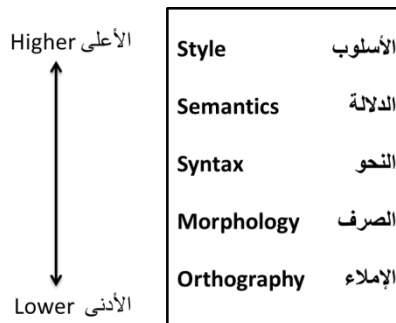 Higher الأعلى
Style الأسلوب
Semantics الدلالة
Syntax النحو
Morphology الصرف
Orthography الإملاء
Lower الأدنى